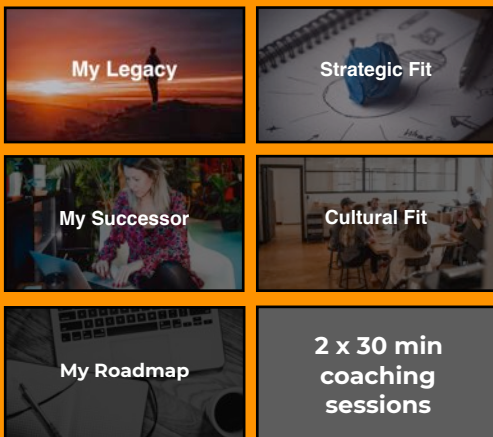 My Legacy
Strategic Fit
My Successor
Cultural Fit
My Roadmap
2 x 30 min
coaching
sessions